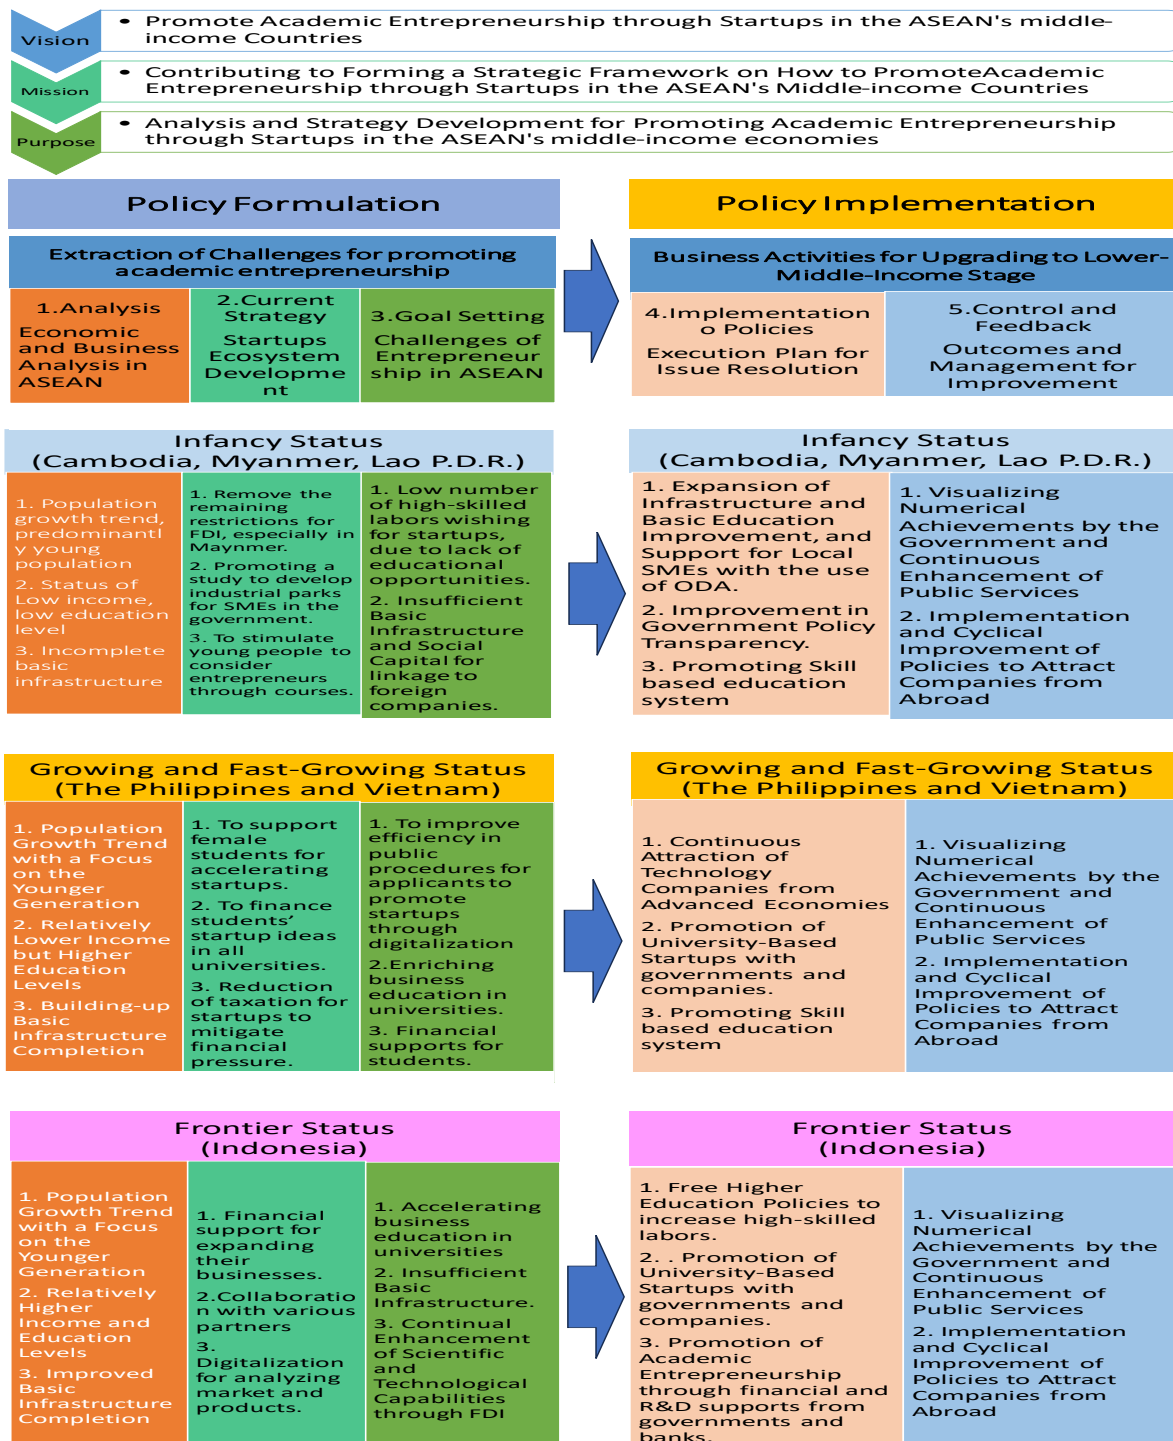 Vision
• Promote Academic Entrepreneurship through Startups in the ASEAN's middle-
income Countries
Mission
• Contributing to Forming a Strategic Framework on How to PromoteAcademic
Entrepreneurship through Startups in the ASEAN's Middle-income Countries
Purpose
• Analysis and Strategy Development for Promoting Academic Entrepreneurship
through Startups in the ASEAN's middle-income economies
Policy Formulation
Extraction of Challenges for promoting
academic entrepreneurship
1.Analysis
Economic
and Business
Analysis in
ASEAN
2.Current
Strategy
Startups
Ecosystem
Developme
nt
3.Goal Setting
Challenges of
Entrepreneur
ship in ASEAN
Policy Implementation
Business Activities for Upgrading to Lower-
Middle-Income Stage
4.Implementation
o Policies
Execution Plan for
Issue Resolution
5.Control and
Feedback
Outcomes and
Management for
Improvement
Infancy Status
(Cambodia, Myanmer, Lao P.D.R.)
1. Population
growth trend,
predominantl
y young
population
2. Status of
Low income,
low education
level
3. Incomplete
basic
infrastructure
1. Remove the
remaining
restrictions for
FDI, especially in
Maynmer.
2. Promoting a
study to develop
industrial parks
for SMEs in the
government.
3. To stimulate
young people to
consider
entrepreneurs
through courses.
1. Low number
of high-skilled
labors wishing
for startups,
due to lack of
educational
opportunities.
2. Insufficient
Basic
Infrastructure
and Social
Capital for
linkage to
foreign
companies.
Infancy Status
(Cambodia, Myanmer, Lao P.D.R.)
1. Expansion of
Infrastructure and
Basic Education
Improvement, and
Support for Local
SMEs with the use
of ODA.
2. Improvement in
Government Policy
Transparency.
3. Promoting Skill
based education
system
1. Visualizing
Numerical
Achievements by the
Government and
Continuous
Enhancement of
Public Services
2. Implementation
and Cyclical
Improvement of
Policies to Attract
Companies from
Abroad
Growing and Fast-Growing Status
(The Philippines and Vietnam)
1. Population
Growth Trend
with a Focus
on the
Younger
Generation
2. Relatively
Lower Income
but Higher
Education
Levels
3. Building-up
Basic
Infrastructure
Completion
1. To support
female
students for
accelerating
startups.
2. To finance
students’
startup ideas
in all
universities.
3. Reduction
of taxation for
startups to
mitigate
financial
pressure.
1. To improve
efficiency in
public
procedures for
applicants to
promote
startups
through
digitalization
2.Enriching
business
education in
universities.
3. Financial
supports for
students.
Growing and Fast-Growing Status
(The Philippines and Vietnam)
1. Continuous
Attraction of
Technology
Companies from
Advanced Economies
2. Promotion of
University-Based
Startups with
governments and
companies.
3. Promoting Skill
based education
system
1. Visualizing
Numerical
Achievements by the
Government and
Continuous
Enhancement of
Public Services
2. Implementation
and Cyclical
Improvement of
Policies to Attract
Companies from
Abroad
Frontier Status
(Indonesia)
1. Population
Growth Trend
with a Focus
on the
Younger
Generation
2. Relatively
Higher
Income and
Education
Levels
3. Improved
Basic
Infrastructure
Completion
1. Financial
support for
expanding
their
businesses.
2.Collaboratio
n with various
partners
3.
Digitalization
for analyzing
market and
products.
1. Accelerating
business
education in
universities
2. Insufficient
Basic
Infrastructure.
3. Continual
Enhancement
of Scientific
and
Technological
Capabilities
through FDI
Frontier Status
(Indonesia)
1. Free Higher
Education Policies to
increase high-skilled
labors.
2. . Promotion of
University-Based
Startups with
governments and
companies.
3. Promotion of
Academic
Entrepreneurship
through financial and
R&D supports from
governments and
banks.
1. Visualizing
Numerical
Achievements by the
Government and
Continuous
Enhancement of
Public Services
2. Implementation
and Cyclical
Improvement of
Policies to Attract
Companies from
Abroad